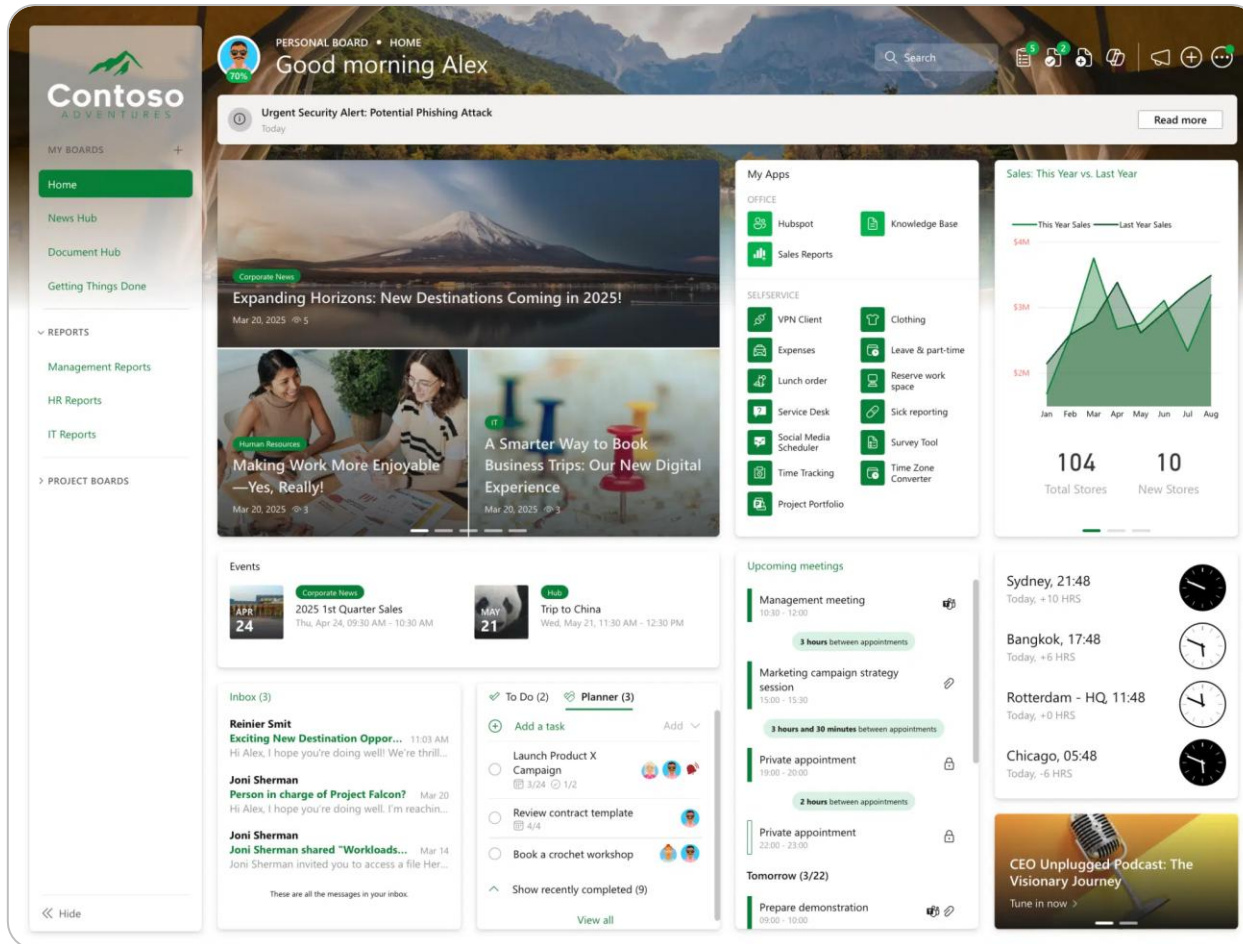 Contoso
ADVENTURES
MY BOARDS +
Home
News Hub
Document Hub
Getting Things Done
REPORTS
Management Reports
HR Reports
IT Reports
PROJECT BOARDS
Hide
70%
PERSONAL BOARD • HOME
Good morning Alex
Search
5
2
Urgent Security Alert: Potential Phishing Attack
Today
Read more
Corporate News
Expanding Horizons: New Destinations Coming in 2025!
Mar 20, 2025 5
Human Resources
Making Work More Enjoyable
—Yes, Really!
Mar 20, 2025 3
IT
A Smarter Way to Book
Business Trips: Our New Digital
Experience
Mar 20, 2025 3
My Apps
OFFICE
Hubspot
Knowledge Base
Sales Reports
SELFSERVICE
VPN Client
Clothing
Expenses
Leave & part-time
Lunch order
Reserve work
space
Service Desk
Sick reporting
Social Media
Scheduler
Survey Tool
Time Tracking
Time Zone
Converter
Project Portfolio
Sales: This Year vs. Last Year
This Year Sales Last Year Sales
$4M
$3M
$2M
Jan Feb Mar Apr May Jun Jul Aug
104
Total Stores
10
New Stores
Events
APR
24
Corporate News
2025 1st Quarter Sales
Thu, Apr 24, 09:30 AM - 10:30 AM
MAY
21
Hub
Trip to China
Wed, May 21, 11:30 AM - 12:30 PM
Inbox (3)
Reinier Smit
Exciting New Destination Oppor... 11:03 AM
Hi Alex, I hope you're doing well! We're thrill...
Joni Sherman
Person in charge of Project Falcon? Mar 20
Hi Alex, I hope you're doing well. I'm reachin...
Joni Sherman
Joni Sherman shared "Workloads... Mar 14
Joni Sherman invited you to access a file Her...
These are all the messages in your inbox.
To Do (2) Planner (3)
Add a task Add
Launch Product X
Campaign
3/24 1/2
Review contract template
4/4
Book a crochet workshop
Show recently completed (9)
View all
Upcoming meetings
Management meeting
10:30 - 12:00
3 hours between appointments
Marketing campaign strategy
session
15:00 - 15:30
3 hours and 30 minutes between appointments
Private appointment
19:00 - 20:00
2 hours between appointments
Private appointment
22:00 - 23:00
Tomorrow (3/22)
Prepare demonstration
09:00 - 10:00
Sydney, 21:48
Today, +10 HRS
Bangkok, 17:48
Today, +6 HRS
Rotterdam - HQ, 11:48
Today, +0 HRS
Chicago, 05:48
Today, -6 HRS
CEO Unplugged Podcast: The
Visionary Journey
Tune in now >